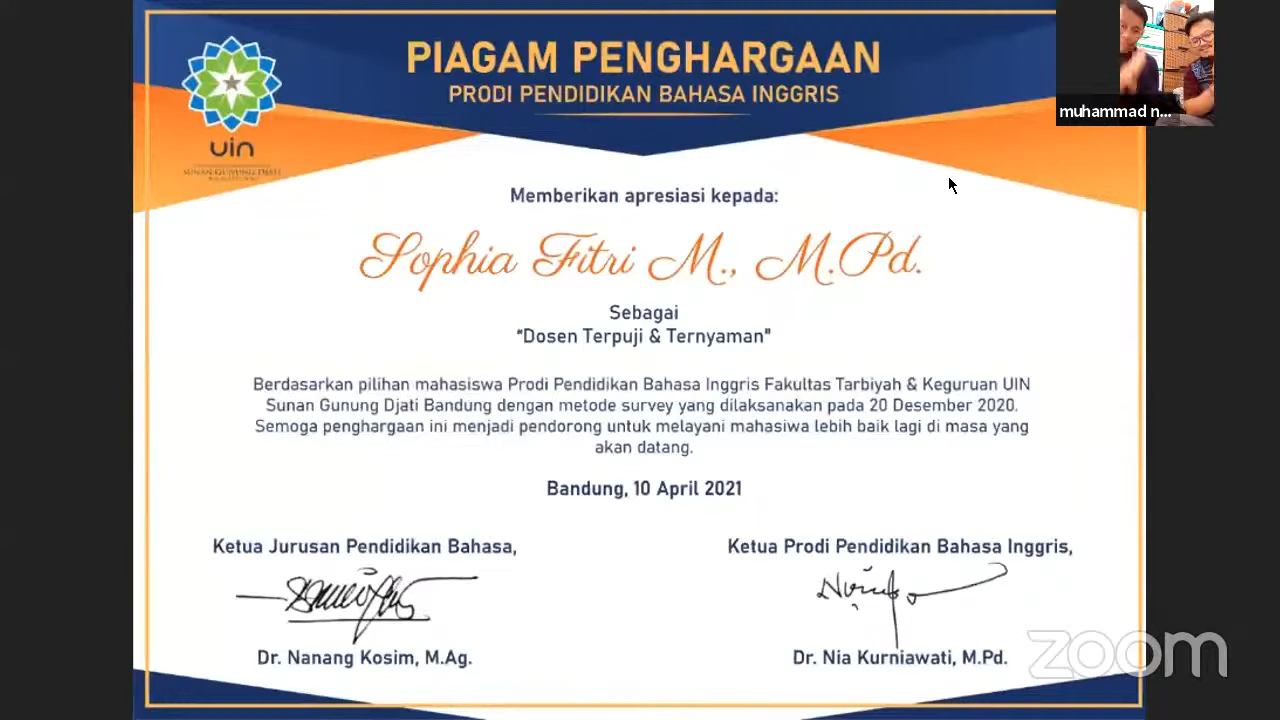 PIAGAM PENGHARGAAN
PRODI PENDIDIKAN BAHASA INGGRIS
uin
SUNAN GUNUNG DJATI
muhammad n...
Memberikan apresiasi kepada:
Sophia Fitri M., M.Pd.
Sebagai
"Dosen Terpuji & Ternyaman"
Berdasarkan pilihan mahasiswa Prodi Pendidikan Bahasa Inggris Fakultas Tarbiyah & Keguruan UIN
Sunan Gunung Djati Bandung dengan metode survey yang dilaksanakan pada 20 Desember 2020.
Semoga penghargaan ini menjadi pendorong untuk melayani mahasiwa lebih baik lagi di masa yang
akan datang.
Bandung, 10 April 2021
Ketua Jurusan Pendidikan Bahasa,
Dr. Nanang Kosim, M.Ag.
Ketua Prodi Pendidikan Bahasa Inggris,
Dr. Nia Kurniawati, M.Pd.
zoom